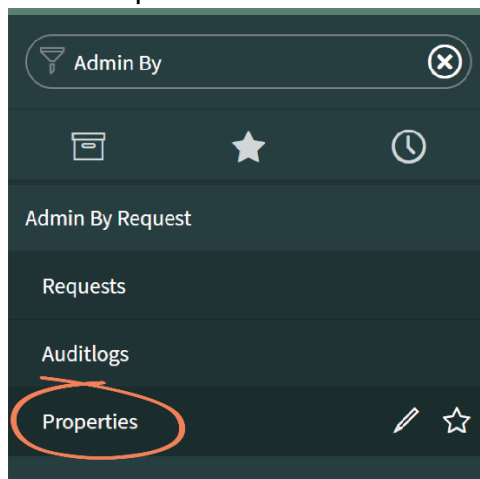 Admin By
Admin By Request
Requests
Auditlogs
Properties